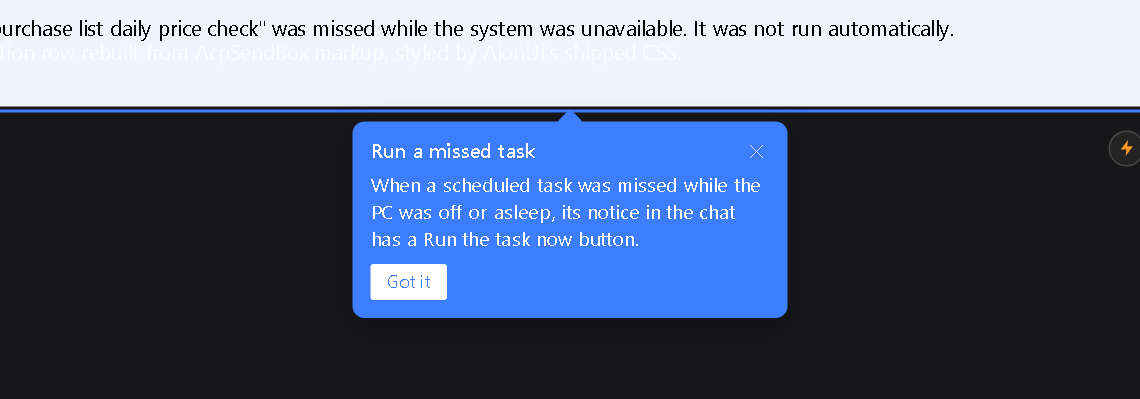 purchase list daily price check" was missed while the system was unavailable. It was not run automatically.
tion row rebuilt from AcpSendBox markup, styled by AionUi's shipped CSS.
Run a missed task
When a scheduled task was missed while the
PC was off or asleep, its notice in the chat
has a Run the task now button.
Got it